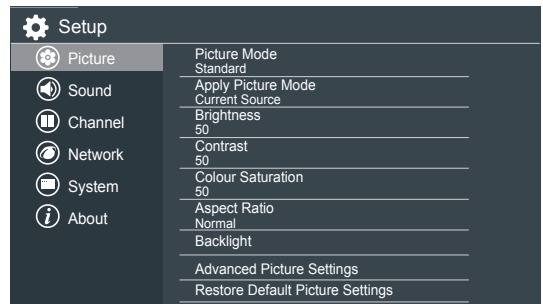 Setup
Picture
Sound
Channel
Network
System
About
Picture Mode
Standard
Apply Picture Mode
Current Source
Brightness
50
Contrast
50
Colour Saturation
50
Aspect Ratio
Normal
Backlight
Advanced Picture Settings
Restore Default Picture Settings